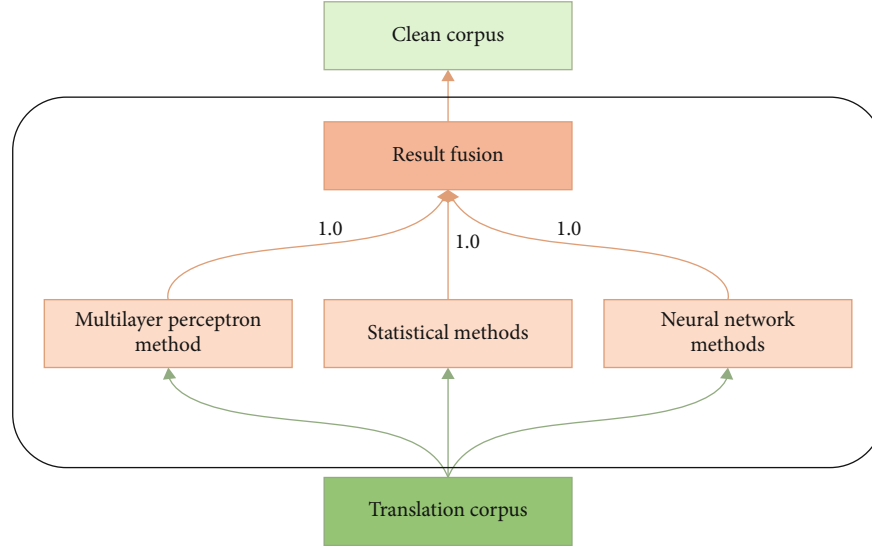 Clean corpus
Result fusion
1.0
1.0
1.0
Multilayer perceptron
method
Statistical methods
Neural network
methods
Translation corpus